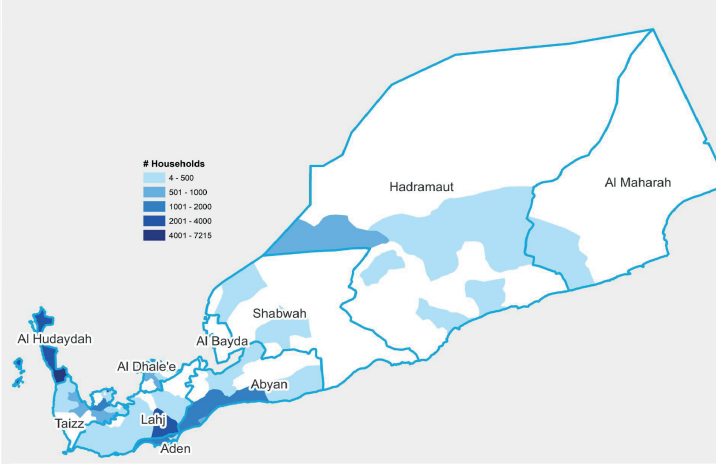 # Households
4 - 500
501 - 1000
1001 - 2000
2001 - 4000
4001 - 7215
Hadramaut
Al Maharah
Shabwah
Al Hudaydah
Al Bayda
Al Dhale'e
Abyan
Taizz
Lahj
Aden